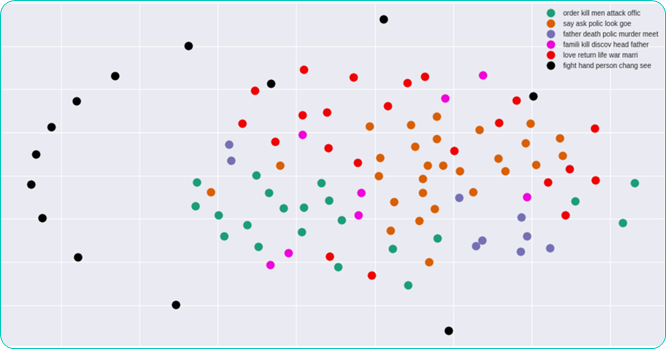 order kill men attack offic
say ask polic look goe
father death polic murder meet
famili kill discov head father
love return life war marri
fight hand person chang see